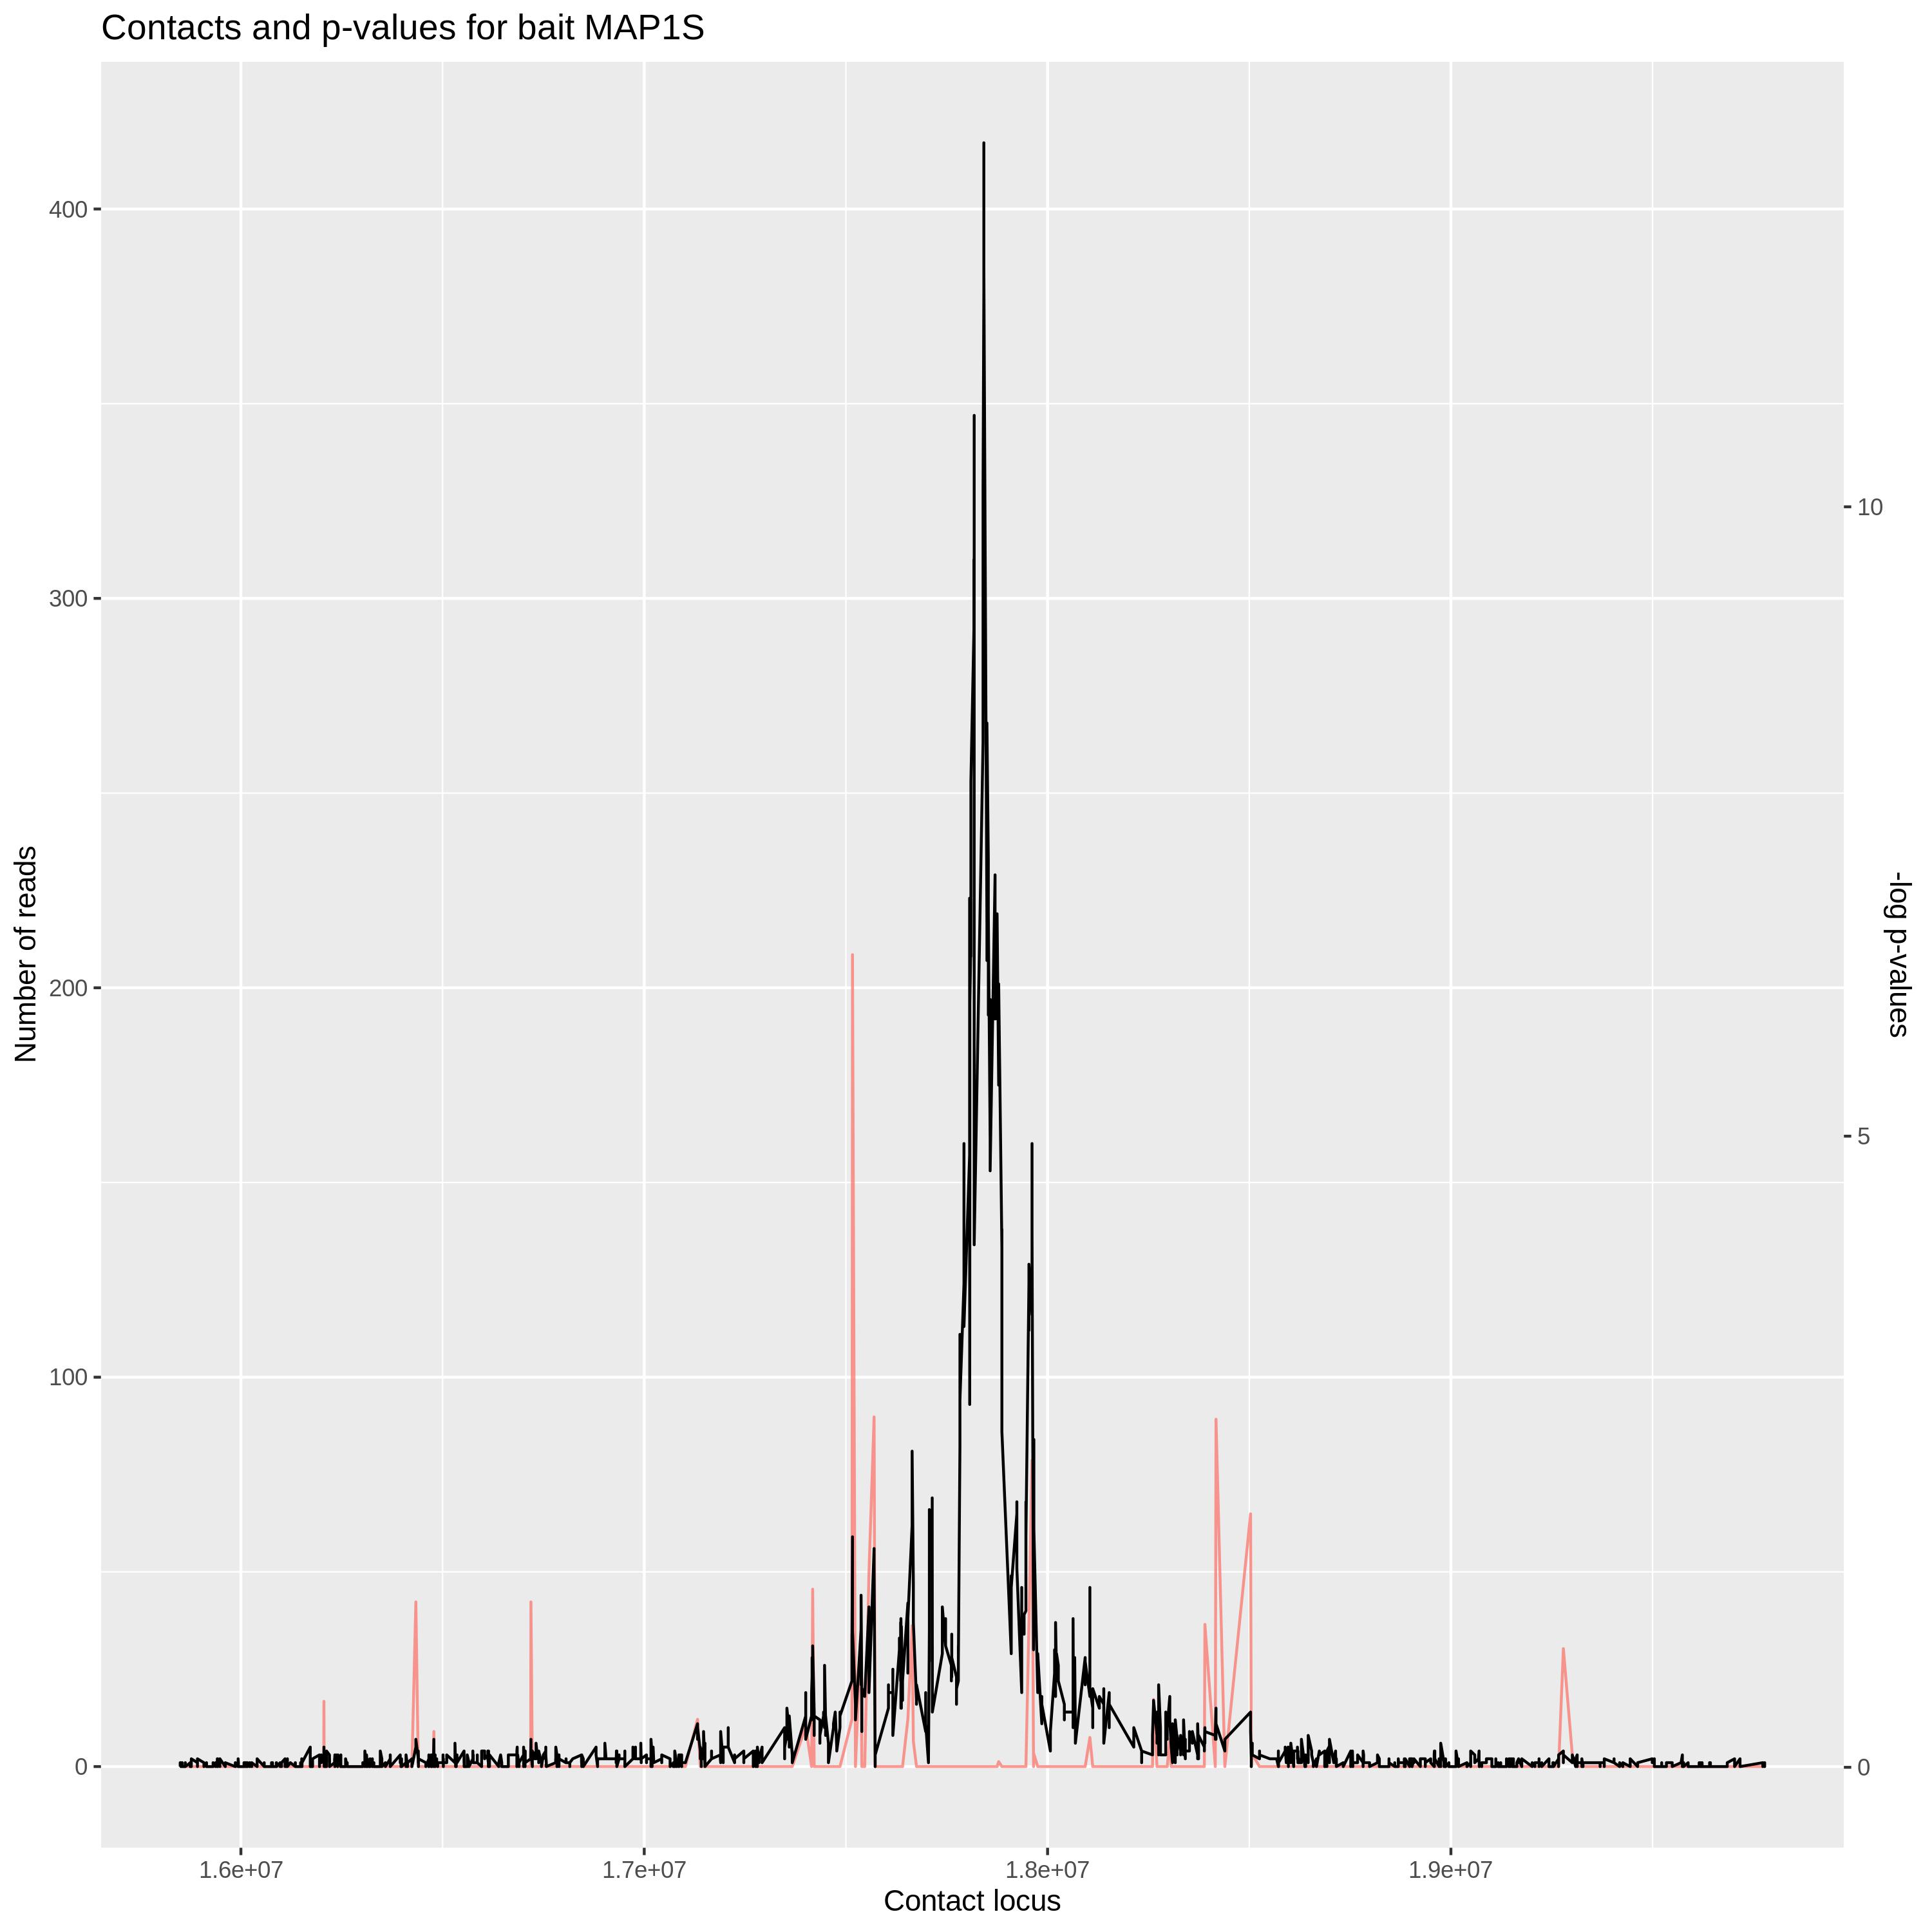 Contacts and p-values for bait MAP1S
400
300
200
100
0
Number of reads
10
5
0
-log p-values
1.6e+07
1.7e+07
1.8e+07
1.9e+07
Contact locus